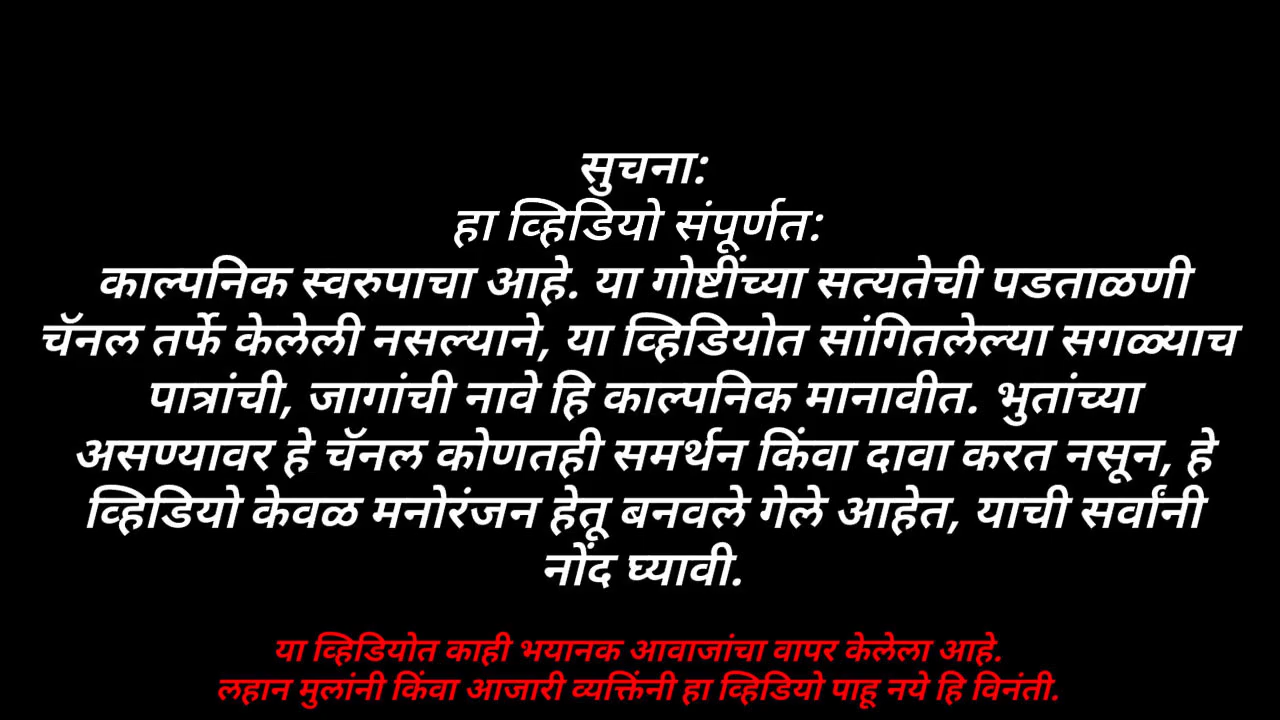 सुचना:
हा व्हिडियो संपूर्णत:
काल्पनिक स्वरुपाचा आहे. या गोष्टींच्या सत्यतेची पडताळणी
चॅनल तर्फे केलेली नसल्याने, या व्हिडियोत सांगितलेल्या सगळ्याच
पात्रांची, जागांची नावे हि काल्पनिक मानावीत. भुतांच्या
असण्यावर हे चॅनल कोणतही समर्थन किंवा दावा करत नसून, हे
व्हिडियो केवळ मनोरंजन हेतू बनवले गेले आहेत, याची सर्वांनी
नोंद घ्यावी.
या व्हिडियोत काही भयानक आवाजांचा वापर केलेला आहे.
लहान मुलांनी किंवा आजारी व्यक्तिंनी हा व्हिडियो पाहू नये हि विनंती.